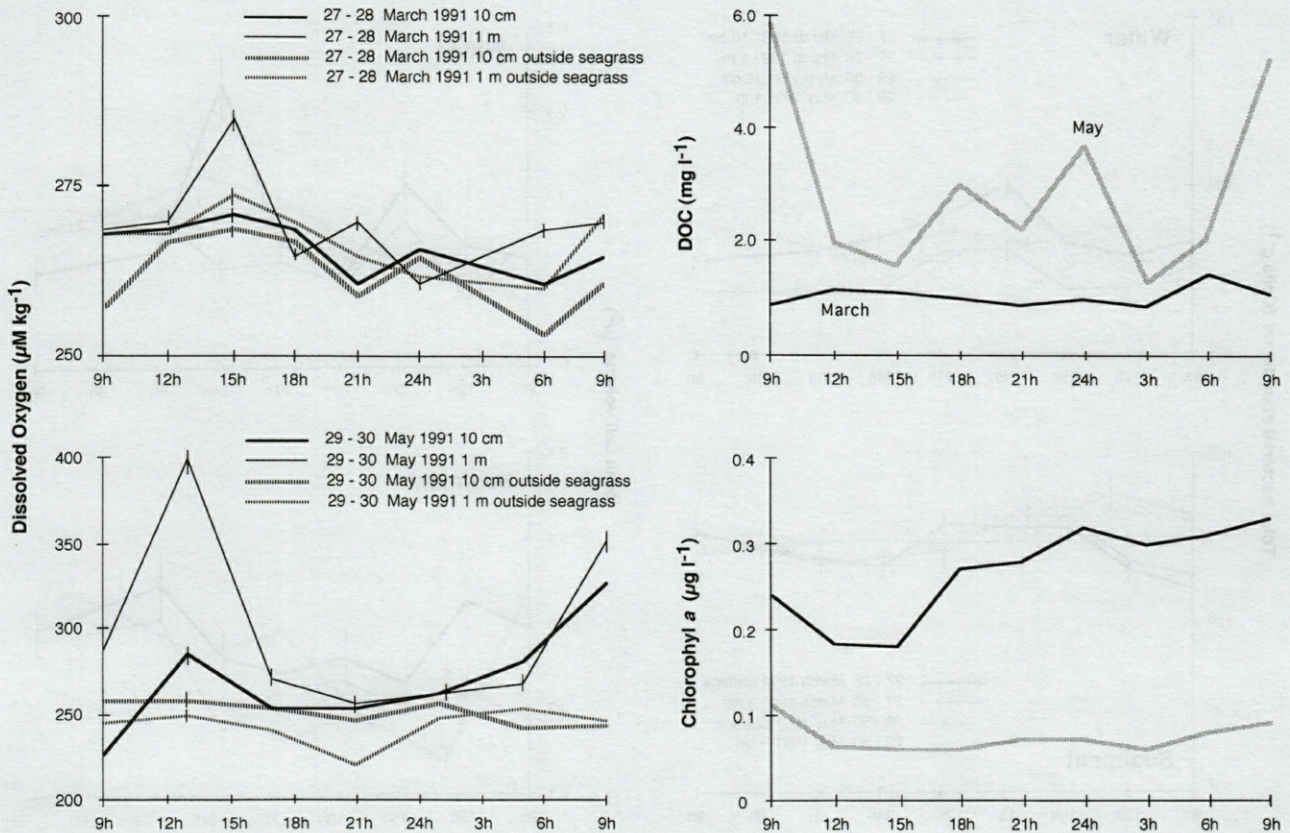 Dissolved Oxygen (µM kg-1)
300
275
250
27 - 28 March 1991 10 cm
27 - 28 March 1991 1 m
27 - 28 March 1991 10 cm outside seagrass
27 - 28 March 1991 1 m outside seagrass
9h 12h 15h 18h 21h 24h 3h 6h 9h
DOC (mg l-1)
6.0
4.0
2.0
0
May
March
9h 12h 15h 18h 21h 24h 3h 6h 9h
400
350
300
250
200
29 - 30 May 1991 10 cm
29 - 30 May 1991 1 m
29 - 30 May 1991 10 cm outside seagrass
29 - 30 May 1991 1 m outside seagrass
9h 12h 15h 18h 21h 24h 3h 6h 9h
Chlorophyl a (µg l-1)
0.4
0.3
0.2
0.1
0
9h 12h 15h 18h 21h 24h 3h 6h 9h